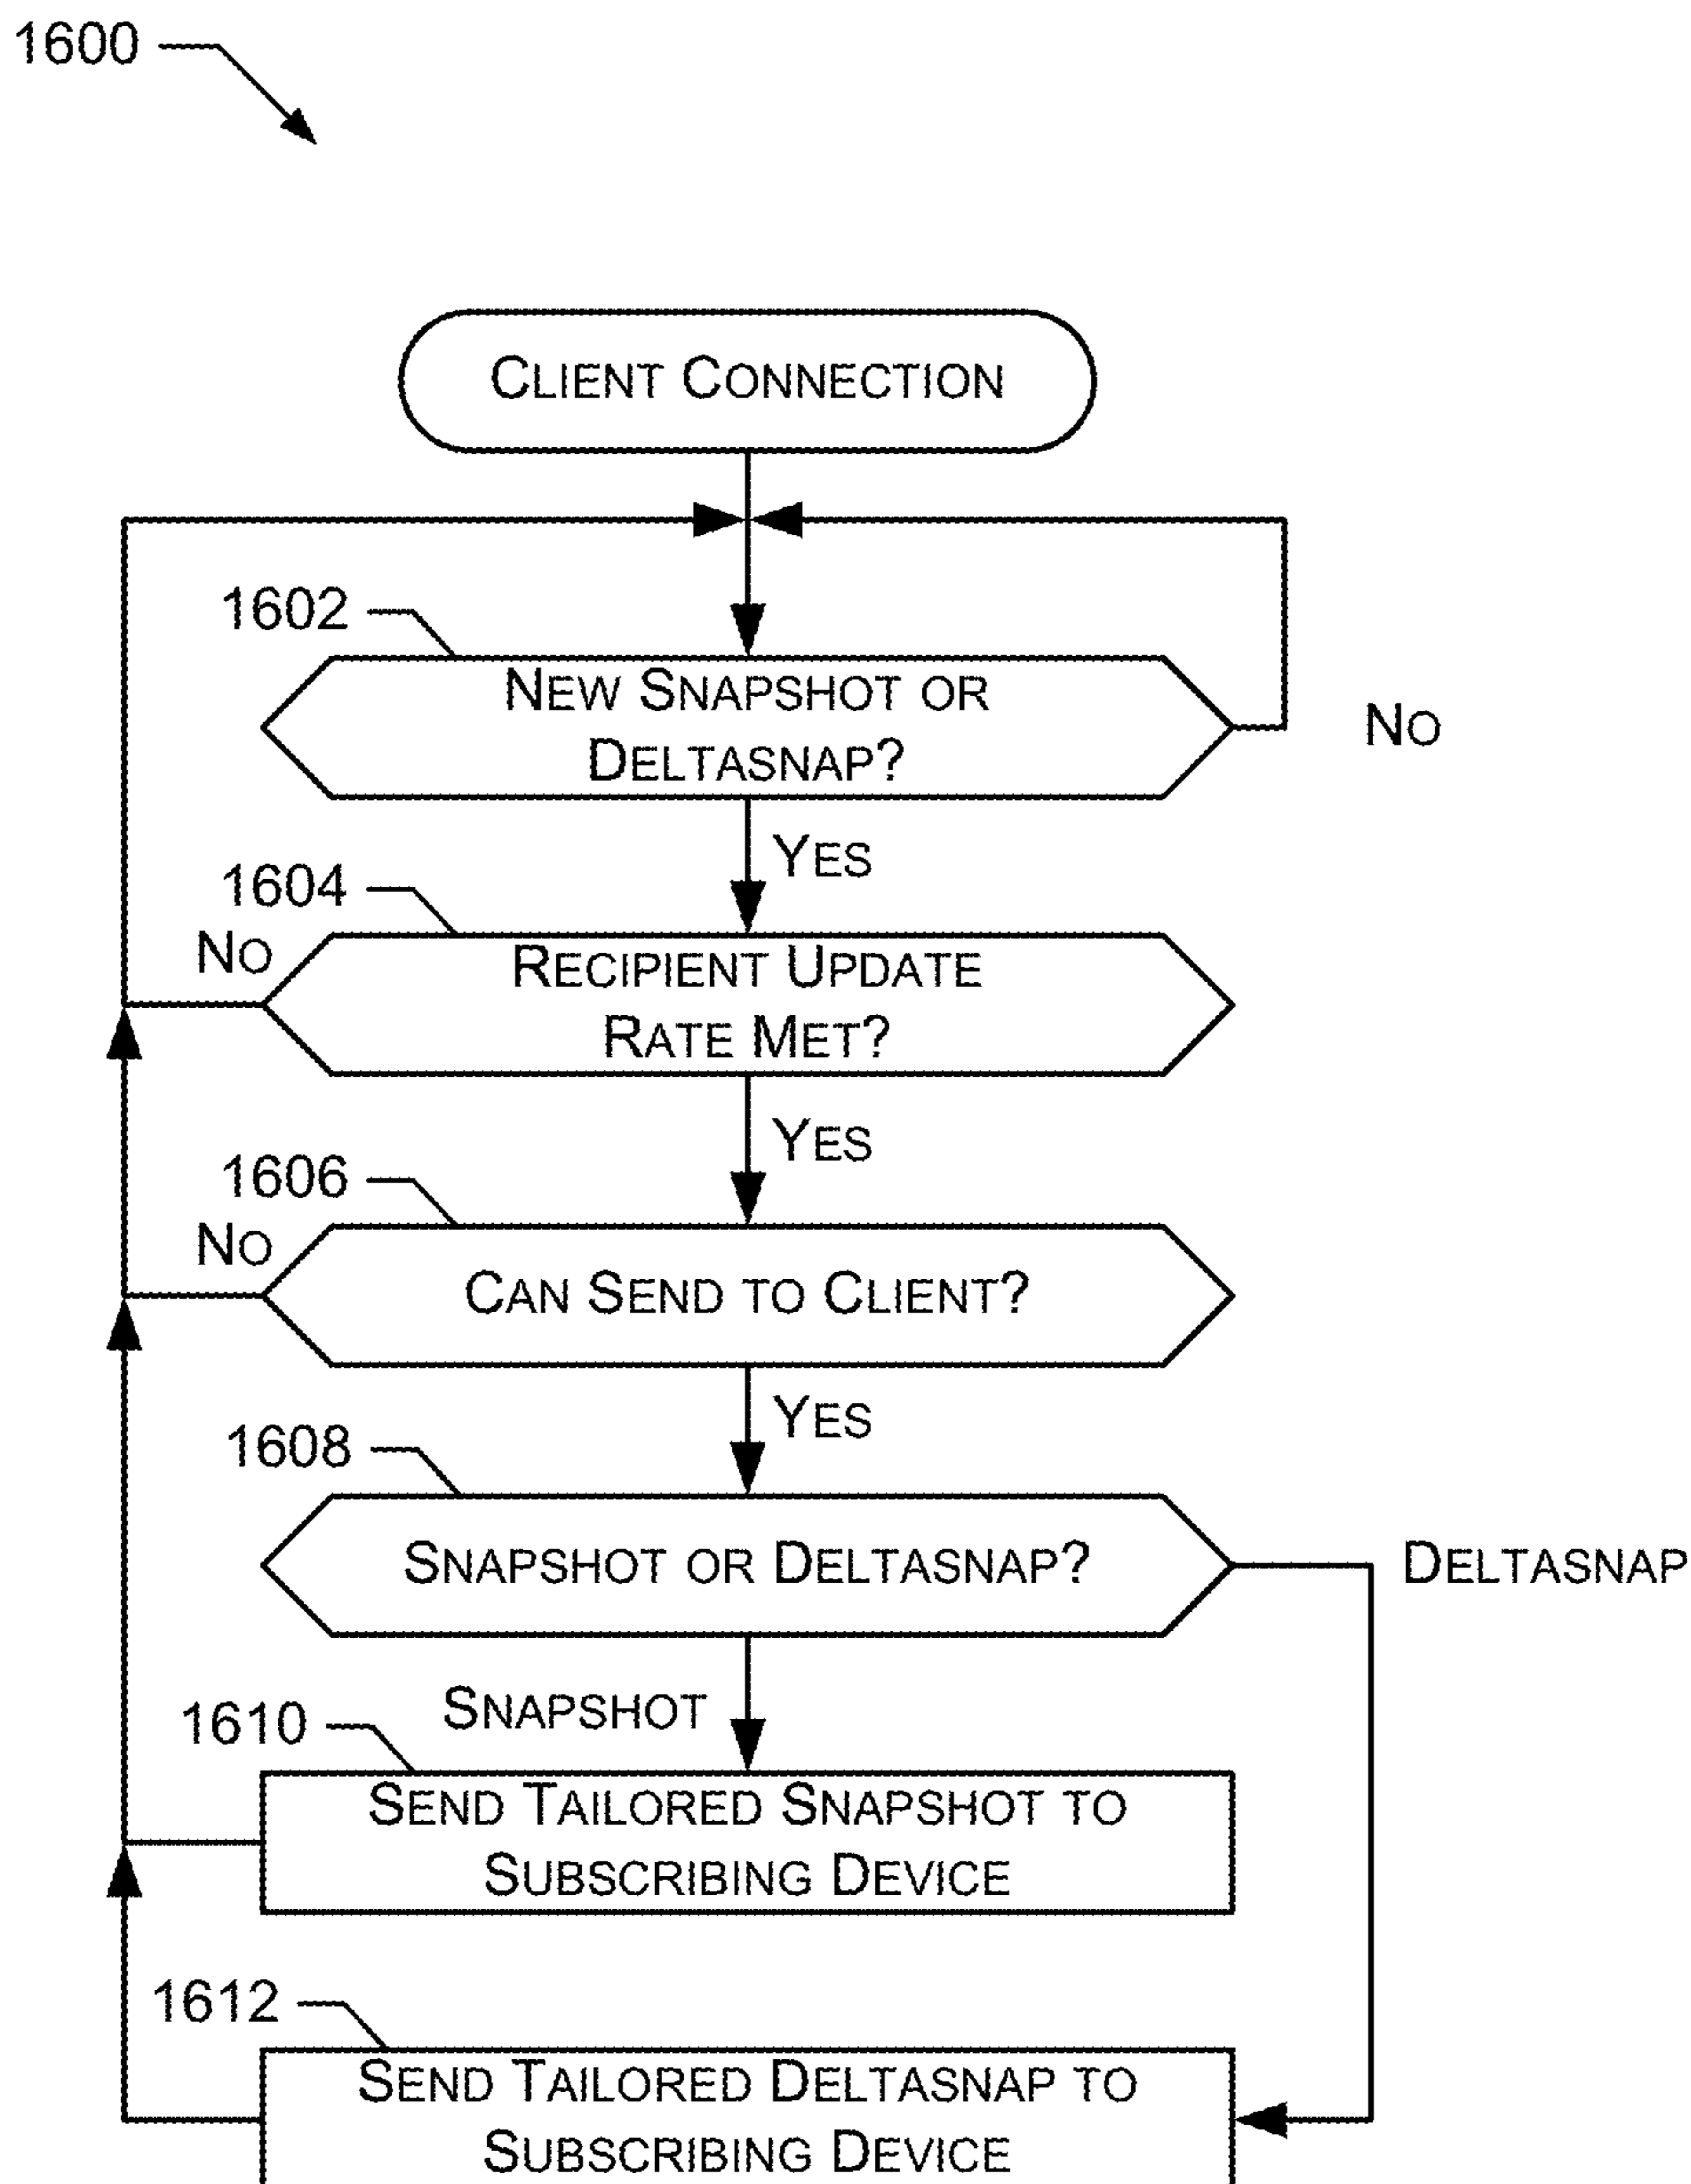 1600
CLIENT CONNECTION
1602
NEW SNAPSHOT OR
DELTASNAP?
NO
YES
1604
NO
RECIPIENT UPDATE
RATE MET?
YES
1606
NO
CAN SEND TO CLIENT?
YES
1608
SNAPSHOT OR DELTASNAP?
DELTASNAP
SNAPSHOT
1610
SEND TAILORED SNAPSHOT TO
SUBSCRIBING DEVICE
1612
SEND TAILORED DELTASNAP TO
SUBSCRIBING DEVICE